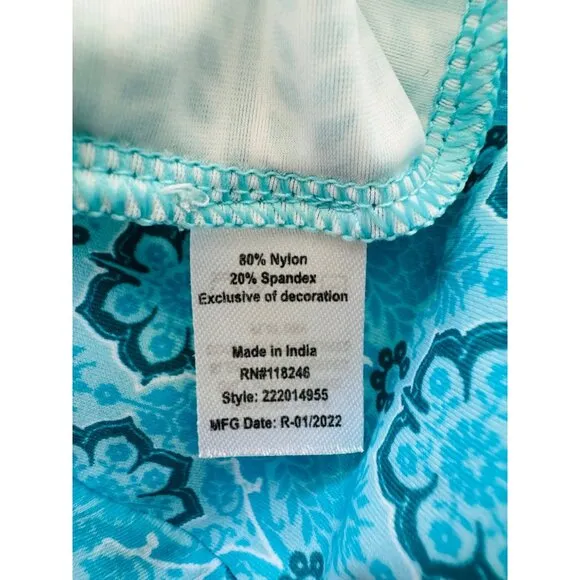 80% Nylon
20% Spandex
Exclusive of decoration
Made in India
RN#118246
Style: 222014955
MFG Date: R-01/2022